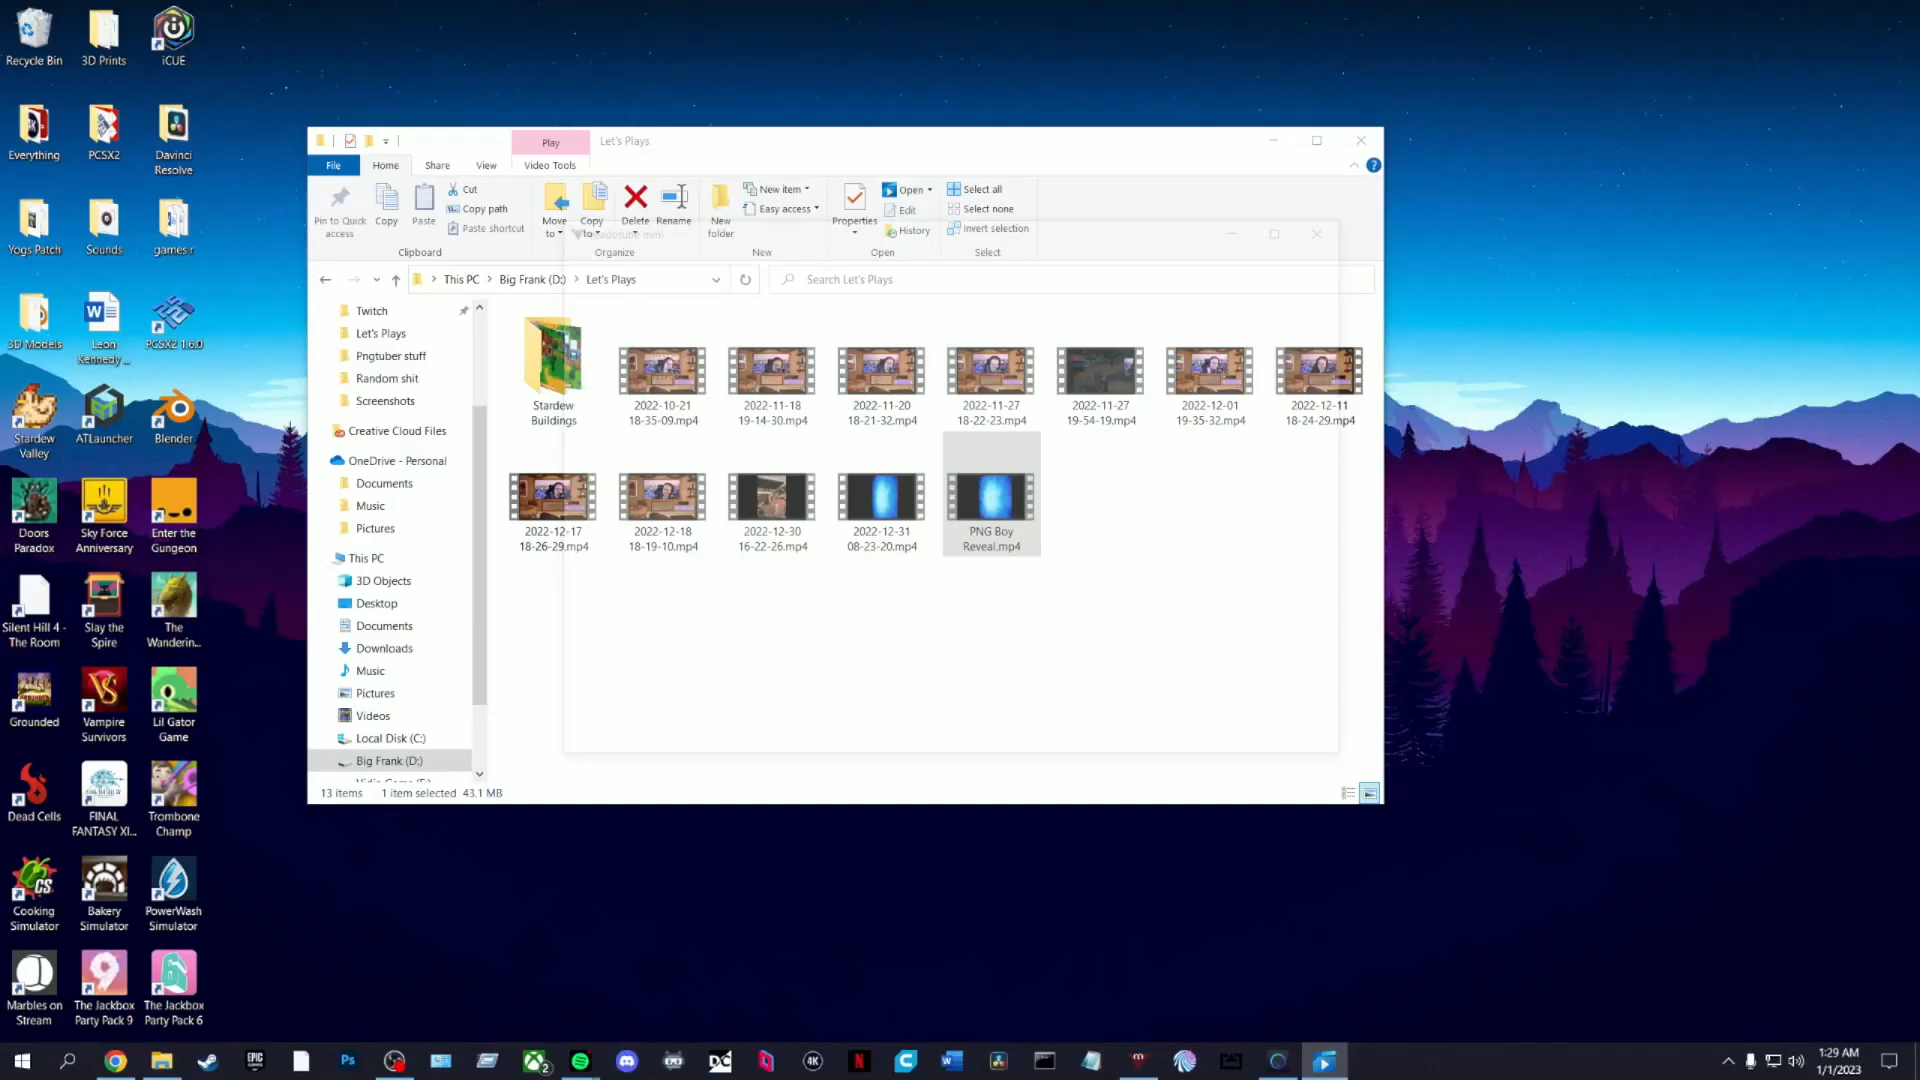 Recycle Bin
3D Prints
iCUE
Everything
PCSX2
Davinci
Resolve
Yogs Patch
Sounds
games r
3D Models
Leon
Kennedy ...
PCSX2 1.6.0
Stardew
Valley
ATLauncher
Blender
Doors
Paradox
Sky Force
Anniversary
Enter the
Gungeon
Silent Hill 4 -
The Room
Slay the
Spire
The
Wanderin...
Grounded
Vampire
Survivors
Lil Gator
Game
Dead Cells
FINAL
FANTASY XI...
Trombone
Champ
Cooking
Simulator
Bakery
Simulator
PowerWash
Simulator
Marbles on
Stream
The Jackbox
Party Pack 9
The Jackbox
Party Pack 6
Play
Let's Plays
File
Home
Share
View
Video Tools
Pin to Quick
access
Copy
Paste
Cut
Copy path
Paste shortcut
Clipboard
Move
to
Copy
to
Delete
Rename
Organize
New
folder
New item
Easy access
New
Properties
Open
Edit
History
Open
Select all
Select none
Invert selection
Select
This PC
Big Frank (D:)
Let's Plays
Search Let's Plays
Twitch
Let's Plays
Pngtuber stuff
Random shit
Screenshots
Creative Cloud Files
OneDrive - Personal
Documents
Music
Pictures
This PC
3D Objects
Desktop
Documents
Downloads
Music
Pictures
Videos
Local Disk (C:)
Big Frank (D:)
Stardew
Buildings
2022-10-21
18-35-09.mp4
2022-11-18
19-14-30.mp4
2022-11-20
18-21-32.mp4
2022-11-27
18-22-23.mp4
2022-11-27
19-54-19.mp4
2022-12-01
19-35-32.mp4
2022-12-11
18-24-29.mp4
2022-12-17
18-26-29.mp4
2022-12-18
18-19-10.mp4
2022-12-30
16-22-26.mp4
2022-12-31
08-23-20.mp4
PNG Boy
Reveal.mp4
13 items
1 item selected 43.1 MB
EPIC
GAMES
Ps
2
4K
1:29 AM
1/1/2023